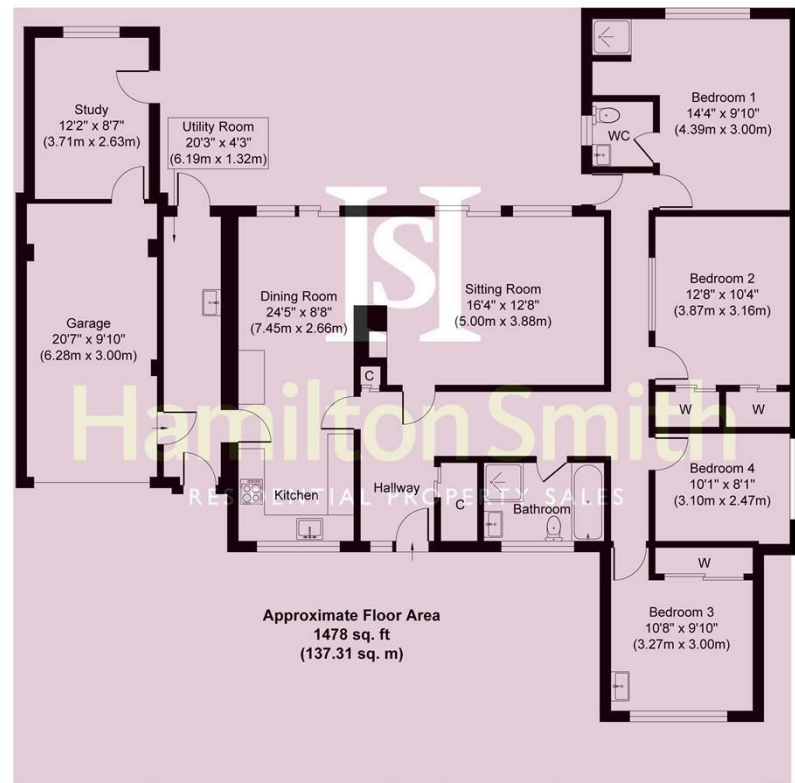 Study
12'2" x 8'7"
(3.71m x 2.63m)
Utility Room
20'3" x 4'3"
(6.19m x 1.32m)
Bedroom 1
14'4" x 9'10"
(4.39m x 3.00m)
WC
HS
Dining Room
24'5" x 8'8"
(7.45m x 2.66m)
Sitting Room
16'4" x 12'8"
(5.00m x 3.88m)
Bedroom 2
12'8" x 10'4"
(3.87m x 3.16m)
Garage
20'7" x 9'10"
(6.28m x 3.00m)
C
W
W
Hamilton Smith
RESIDENTIAL PROPERTY SALES
Kitchen
Hallway
C
Bathroom
Bedroom 4
10'1" x 8'1"
(3.10m x 2.47m)
W
Bedroom 3
10'8" x 9'10"
(3.27m x 3.00m)
Approximate Floor Area
1478 sq. ft
(137.31 sq. m)